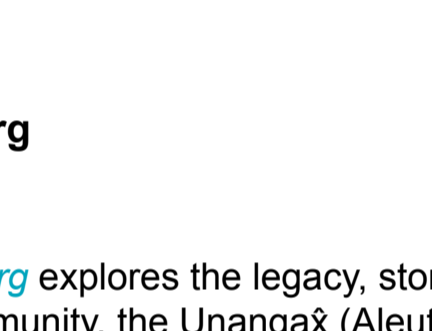 rg
rg explores the legacy, stor
munity, the Unangax̂ (Aleut